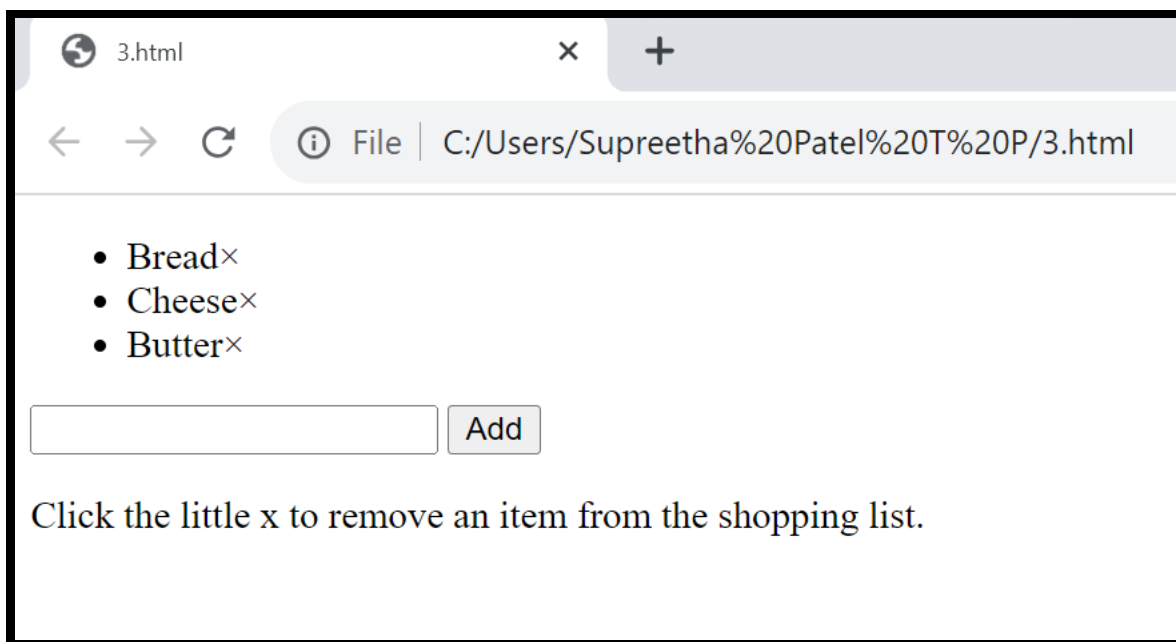 3.html
File C:/Users/Supreetha%20Patel%20T%20P/3.html
Bread×
Cheese×
Butter×
Add
Click the little x to remove an item from the shopping list.